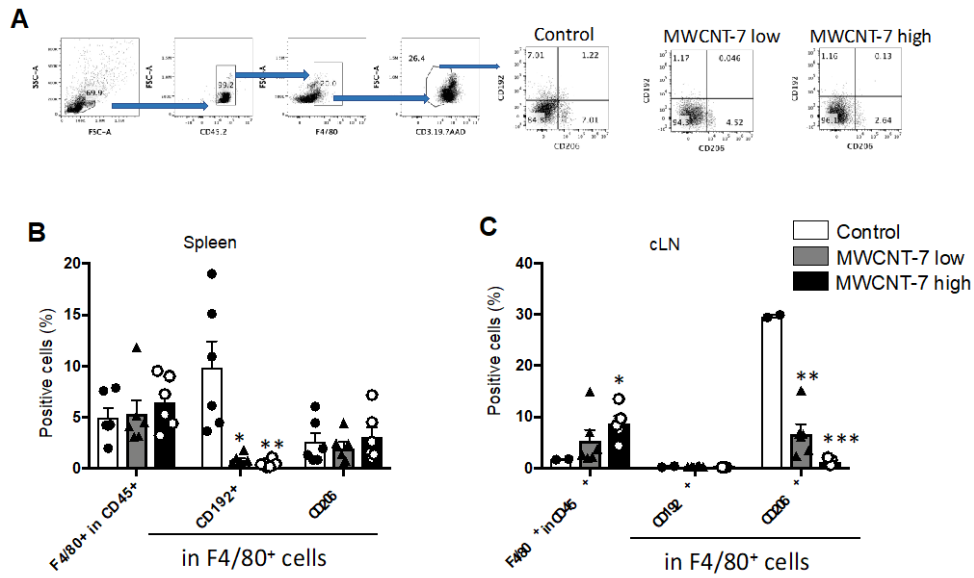 A
Control
MWCNT-7 low
MWCNT-7 high
SSC-A
69.9
FSC-A
FSC-A
CD45.2
FSC-A
F4/80
FSC-A
26.4
CD3.19.7AAD
CD192
7.01
1.22
7.01
CD206
CD192
1.17
0.046
94.3
4.52
CD206
CD192
1.16
0.13
96.1
2.64
CD206
B
Spleen
Positive cells (%)
20
15
10
5
0
*
**
F4/80+ in CD45+
CD192+
CD206
in F4/80+ cells
C
cLN
Control
MWCNT-7 low
MWCNT-7 high
Positive cells (%)
40
30
20
10
0
*
**
***
F480 + in CD45 +
CD192 +
CD206 +
in F4/80+ cells